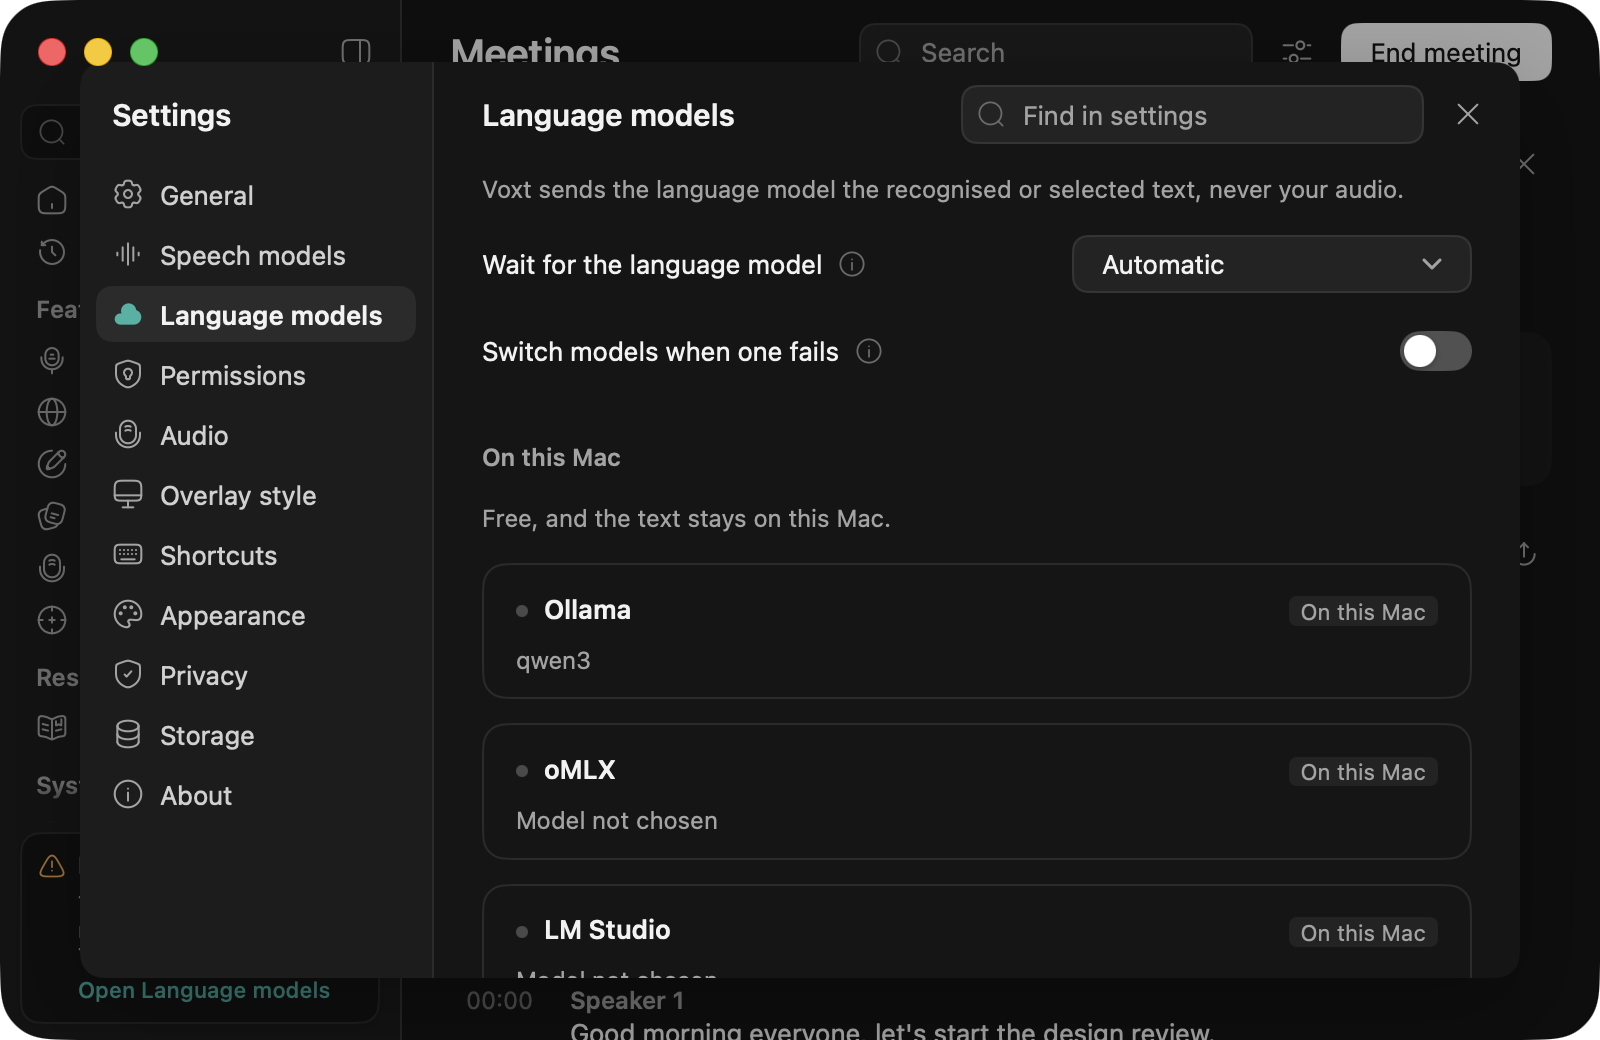 Meetings
Search
End meeting
Settings
General
Speech models
Language models
Permissions
Audio
Overlay style
Shortcuts
Appearance
Privacy
Storage
About
Language models
Find in settings
Voxt sends the language model the recognised or selected text, never your audio.
Wait for the language model
Automatic
Switch models when one fails
On this Mac
Free, and the text stays on this Mac.
Ollama
On this Mac
qwen3
oMLX
On this Mac
Model not chosen
LM Studio
On this Mac
Model not chosen
Open Language models
00:00
Speaker 1
Good morning everyone, let's start the design review.